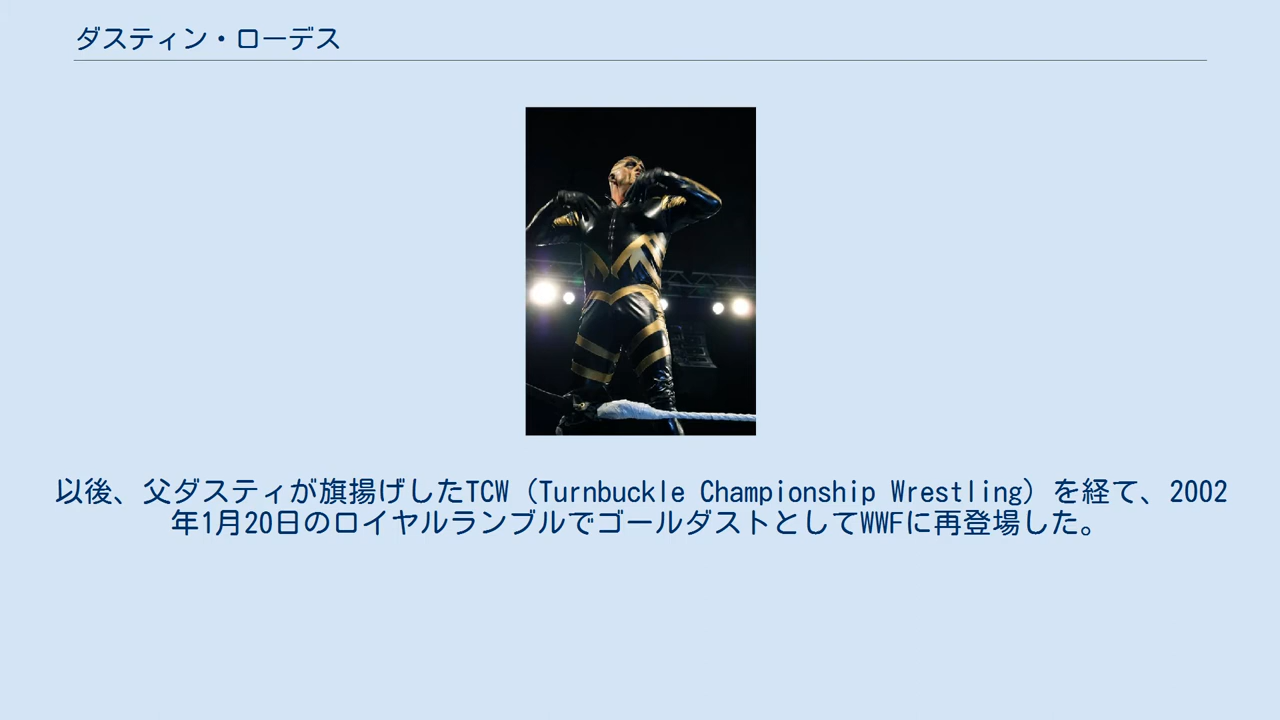 ダスティン・ローデス
以後、父ダスティが旗揚げしたTCW（Turnbuckle Championship Wrestling）を経て、2002
年1月20日のロイヤルランブルでゴールダストとしてWWFに再登場した。